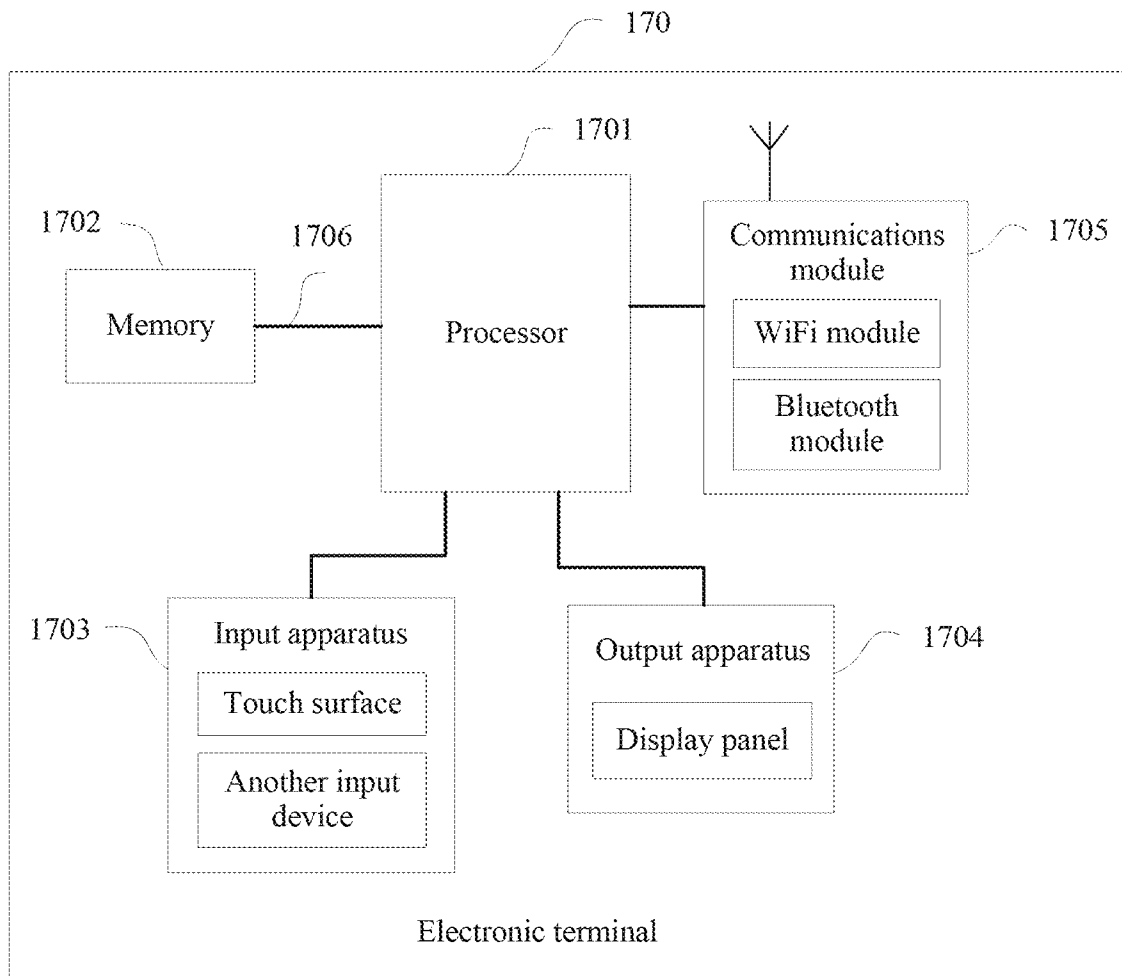 170
1701
1702
1706
1705
Communications
module
Memory
Processor
WiFi module
Bluetooth
module
1703
Input apparatus
1704
Output apparatus
Touch surface
Display panel
Another input
device
Electronic terminal